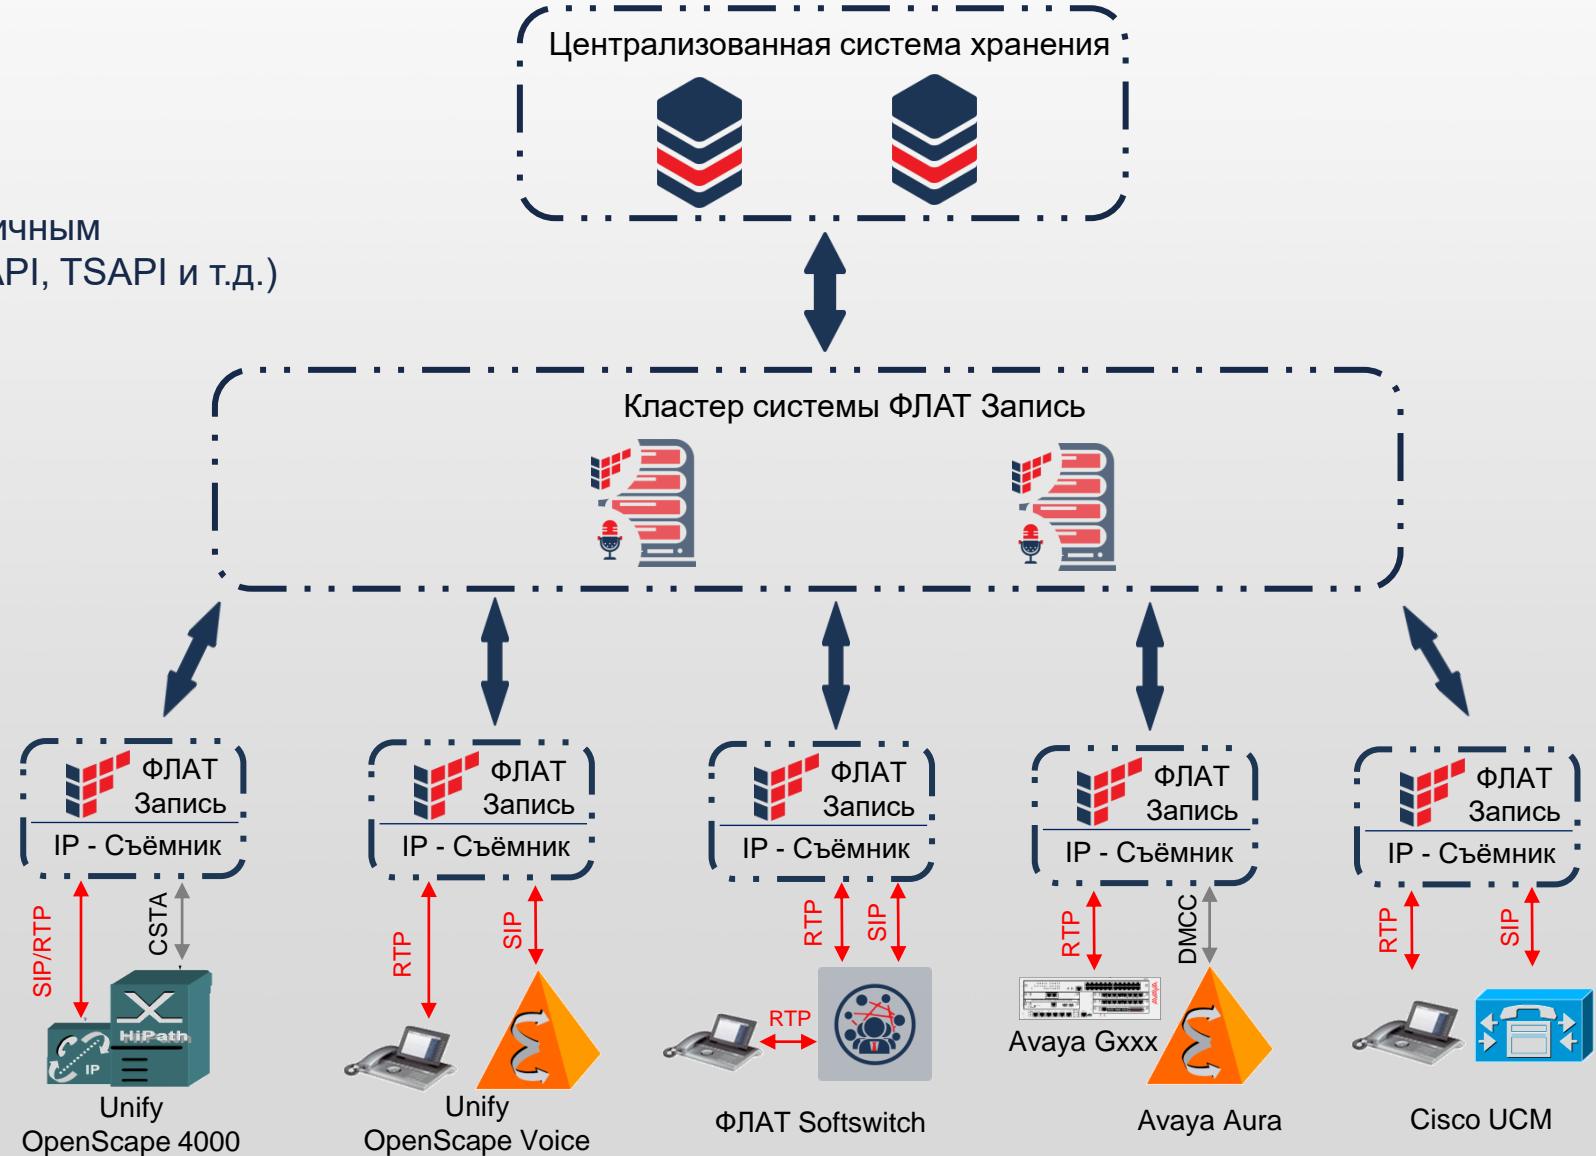 Централизованная система хранения
ичным
API, TSAPI и т.д.)
Кластер системы ФЛАТ Запись
ФЛАТ
Запись
IP - Съёмник
ФЛАТ
Запись
IP - Съёмник
ФЛАТ
Запись
IP - Съёмник
ФЛАТ
Запись
IP - Съёмник
ФЛАТ
Запись
IP - Съёмник
SIP/RTP
CSTA
RTP
SIP
RTP
SIP
RTP
DMCC
RTP
SIP
HiPath
IP
RTP
AVAYA
Avaya Gxxx
Unify
OpenScape 4000
Unify
OpenScape Voice
ФЛАТ Softswitch
Avaya Aura
Cisco UCM